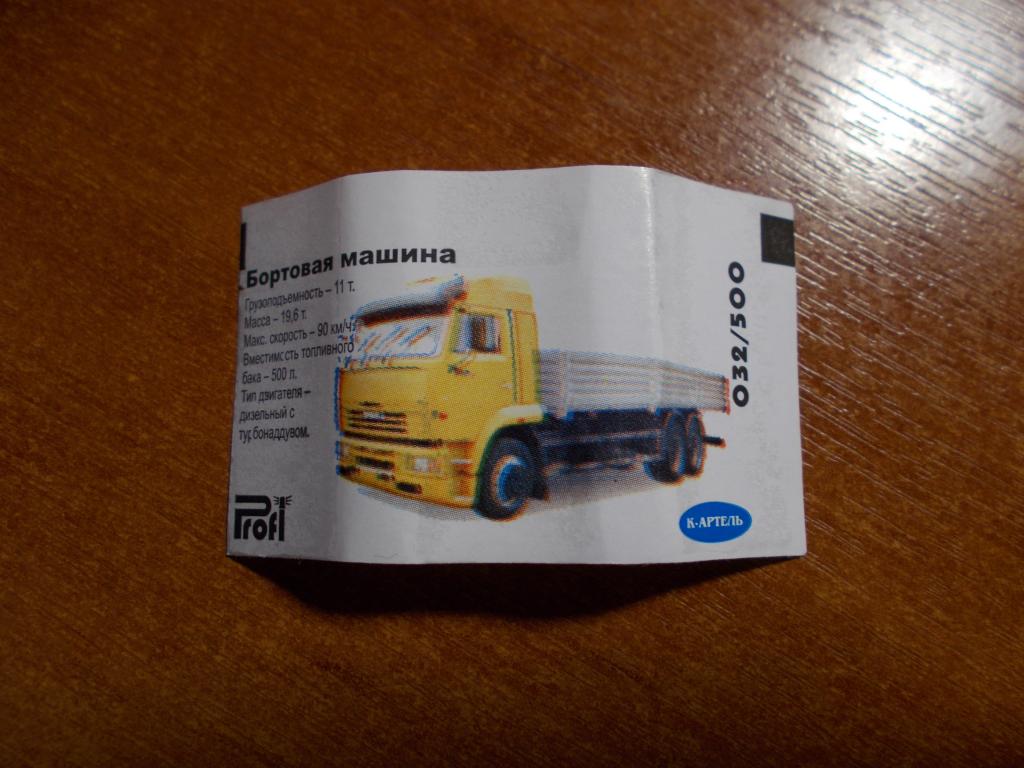 Бортовая машина
Грузоподъемность – 11 т.
Масса – 19,6 т.
Макс. скорость – 90 км/ч.
Вместимость топливного
бака – 500 л.
Тип двигателя –
дизельный с
турбонаддувом.
Profi
032/500
К·АРТЕЛЬ